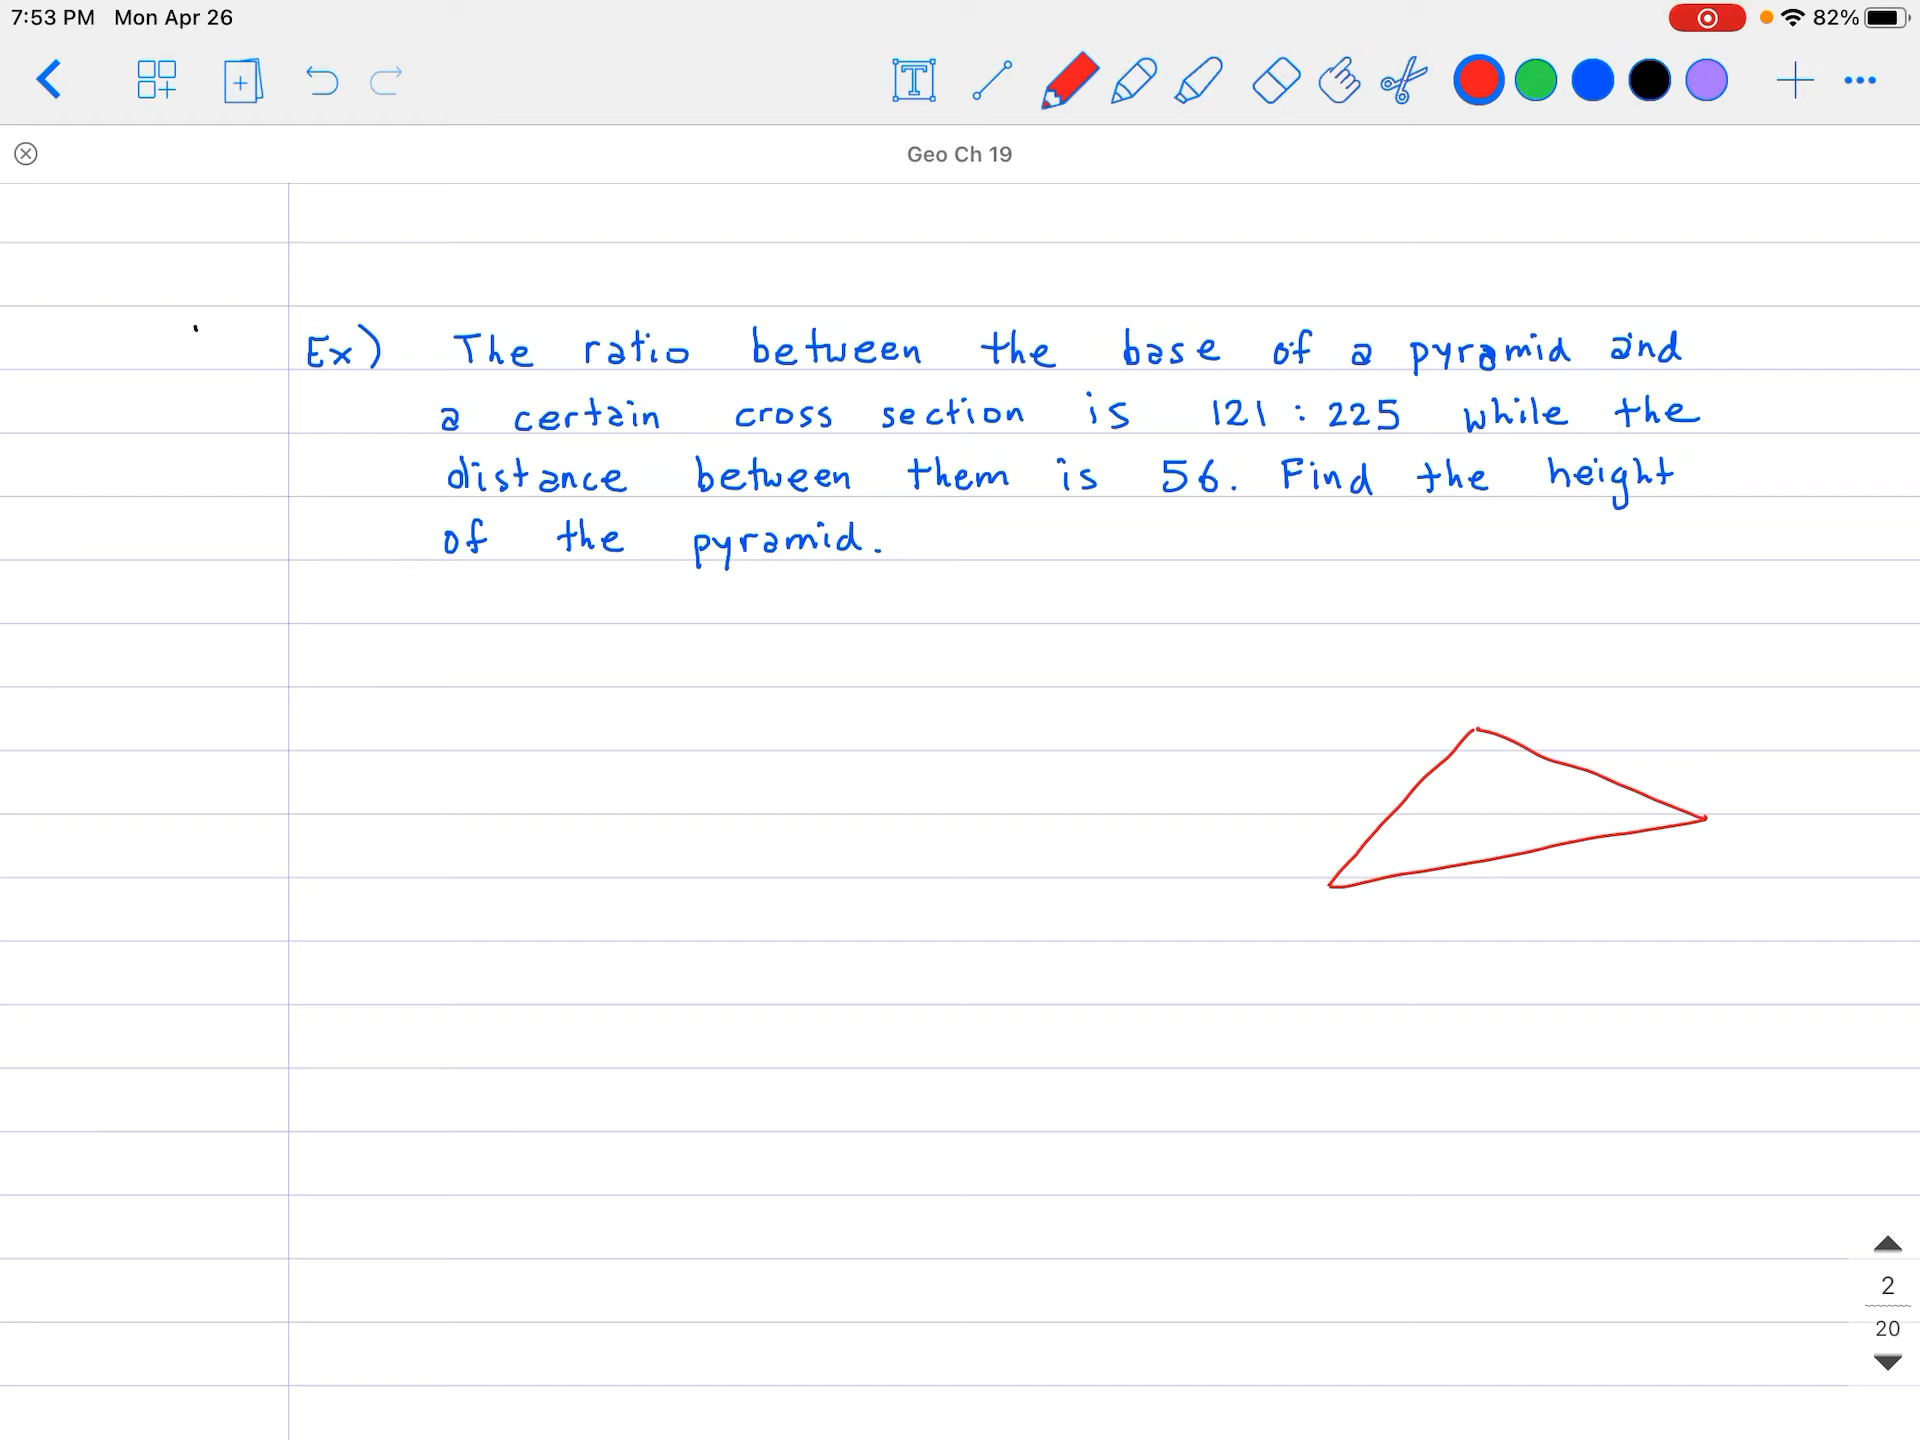 7:53 PM Mon Apr 26
82%
T
Geo Ch 19
Ex) The ratio between the base of a pyramid and
a certain cross section is 121 : 225 while the
distance between them is 56. Find the height
of the pyramid.
2
20